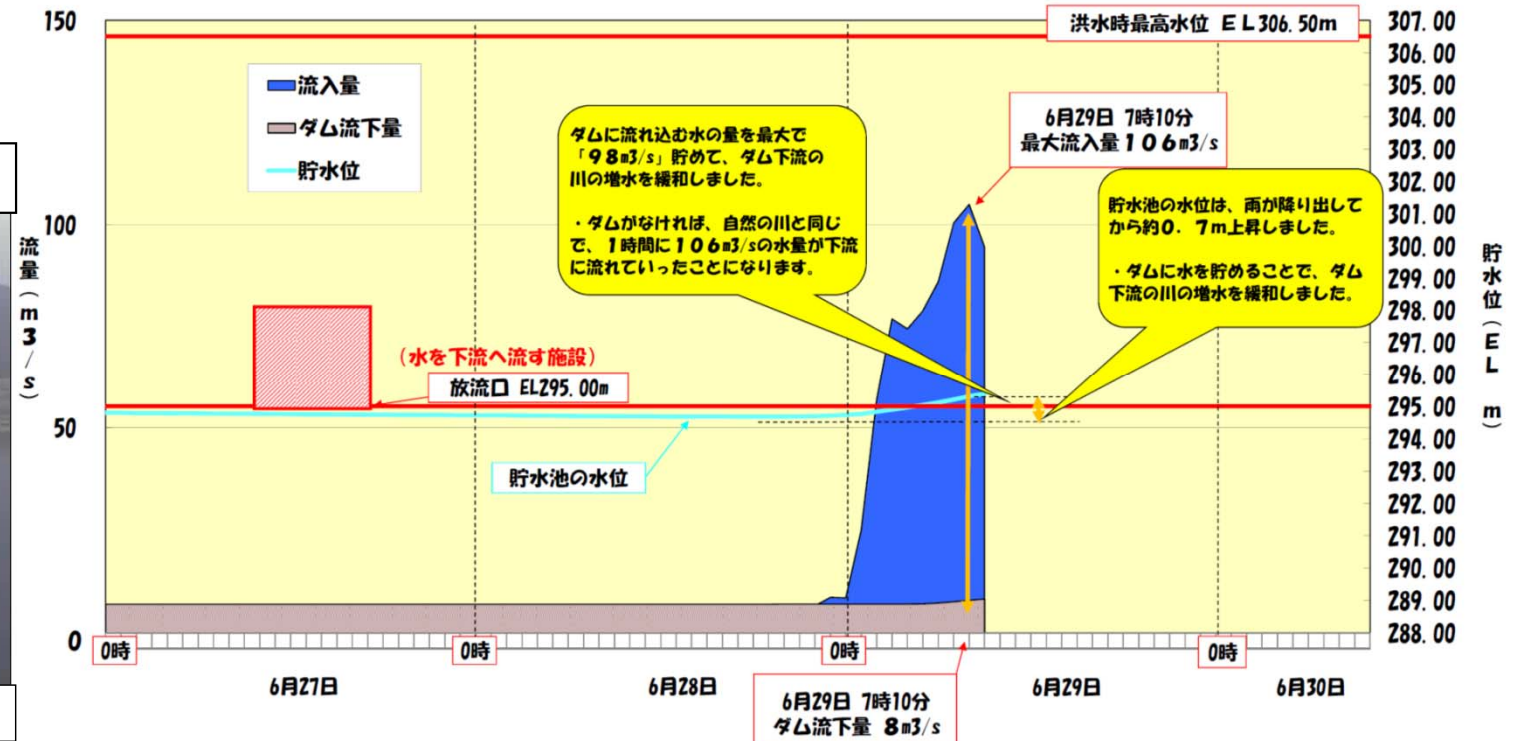 150
100
50
0
流量(m3/s)
流入量
ダム流下量
貯水位
洪水時最高水位 EL306.50m
6月29日 7時10分
最大流入量106m3/s
ダムに流れ込む水の量を最大で
「98m3/s」貯めて、ダム下流の
川の増水を緩和しました。
・ダムがなければ、自然の川と同じ
で、1時間に106m3/sの水量が下流
に流れていったことになります。
貯水池の水位は、雨が降り出して
から約0.7m上昇しました。
・ダムに水を貯めることで、ダム
下流の川の増水を緩和しました。
(水を下流へ流す施設)
放流口 EL295.00m
貯水池の水位
307.00
306.00
305.00
304.00
303.00
302.00
301.00
300.00
299.00
298.00
297.00
296.00
295.00
294.00
293.00
292.00
291.00
290.00
289.00
288.00
貯水位(EL m)
0時
0時
0時
0時
6月27日
6月28日
6月29日
6月30日
6月29日 7時10分
ダム流下量 8m3/s